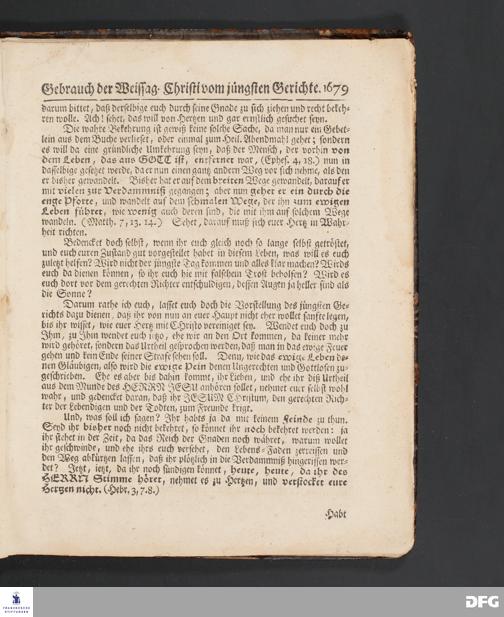 Gebrauch der Weissag. Christi vom jüngsten Gerichte. 1679
darum bittet, daß derselbige euch durch seine Gnade zu sich ziehen und recht bekeh-
ren wolle. Ach! sehet, das will von Hertzen und gar ernstlich gesuchet seyn.
Die wahre Bekehrung ist gewiß keine solche Sache, da man nur ein Gebet-
lein aus dem Buche verlieset, oder einmal zum Heil. Abendmahl gehet; sondern
es will da eine gründliche Umkehrung seyn, daß der Mensch, der vorhin von
dem Leben, das aus GOTT ist, entferner war, (Ephes. 4, 18.) nun in
dasselbige gesetzet werde, daß er nun einen gantz andern Weg vor sich nehme, als den
er bisher gewandelt. Bisher hat er auf dem breiten Wege gewandelt, darauf er
mit vielen zur Verdammniß gegangen; aber nun gehet er ein durch die
enge Pforte, und wandelt auf dem schmalen Wege, der ihn zum ewigen
Leben führet, wie wenig auch deren sind, die mit ihm auf solchem Wege
wandeln. (Matth. 7, 13. 14.) Sehet, darauf muß sich euer Hertz in Wahr-
heit richten.
Bedencket doch selbst, wenn ihr euch gleich noch so lange selbst getröstet,
und euch euren Zustand gut vorgestellet habet in diesem Leben, was will es euch
zuletzt helfen? Wird nicht der jüngste Tag kommen und alles klar machen? Wirds
euch da dienen können, so ihr euch hie mit falschem Trost beholfen? Wird es
euch dort vor dem gerechten Richter entschuldigen, dessen Augen ja heller sind als
die Sonne?
Darum rathe ich euch, lasset euch doch die Vorstellung des jüngsten Ge-
richts dazu dienen, daß ihr von nun an euer Haupt nicht eher wollet sanfte legen,
bis ihr wisset, wie euer Hertz mit Christo vereiniget sey. Wendet euch doch zu
Ihm, zu Ihm wendet euch itzo, ehe wir an den Ort kommen, da keiner mehr
wird gehöret, sondern das Urtheil gesprochen werden, daß man in das ewige Feuer
gehen und kein Ende seiner Strafe sehen soll. Denn, wie das ewige Leben de-
nen Gläubigen, also wird die ewige Pein denen Ungerechten und Gottlosen zu-
geschrieben. Ehe es aber bis dahin kommt, ihr Lieben, und ehe ihr diß Urtheil
aus dem Munde des HERRN JESU anhören sollet, nehmet euer selbst wohl
wahr, und gedencket daran, daß ihr JESUM Christum, den gerechten Rich-
ter der Lebendigen und der Todten, zum Freunde krigt.
Und, was soll ich sagen? Ihr habts ja da mit keinem Feinde zu thun.
Seyd ihr bisher noch nicht bekehret, so könnet ihr noch bekehret werden: ja
ihr stehet in der Zeit, da das Reich der Gnaden noch währet, warum wollet
ihr geschwinde, und ehe ihrs euch versehet, den Lebens-Faden zerreissen und
den Weg abkürtzen lassen, daß ihr plötzlich in die Verdammniß hingerissen wer-
det? Jetzt, jetzt, da ihr noch sündigen könnet, heute, heute, da ihr des
HERRN Stimme höret, nehmet es zu Hertzen, und verstocket eure
Hertzen nicht. (Hebr. 3, 7. 8.)
Habt
FRANCKESCHE
STIFTUNGEN
DFG